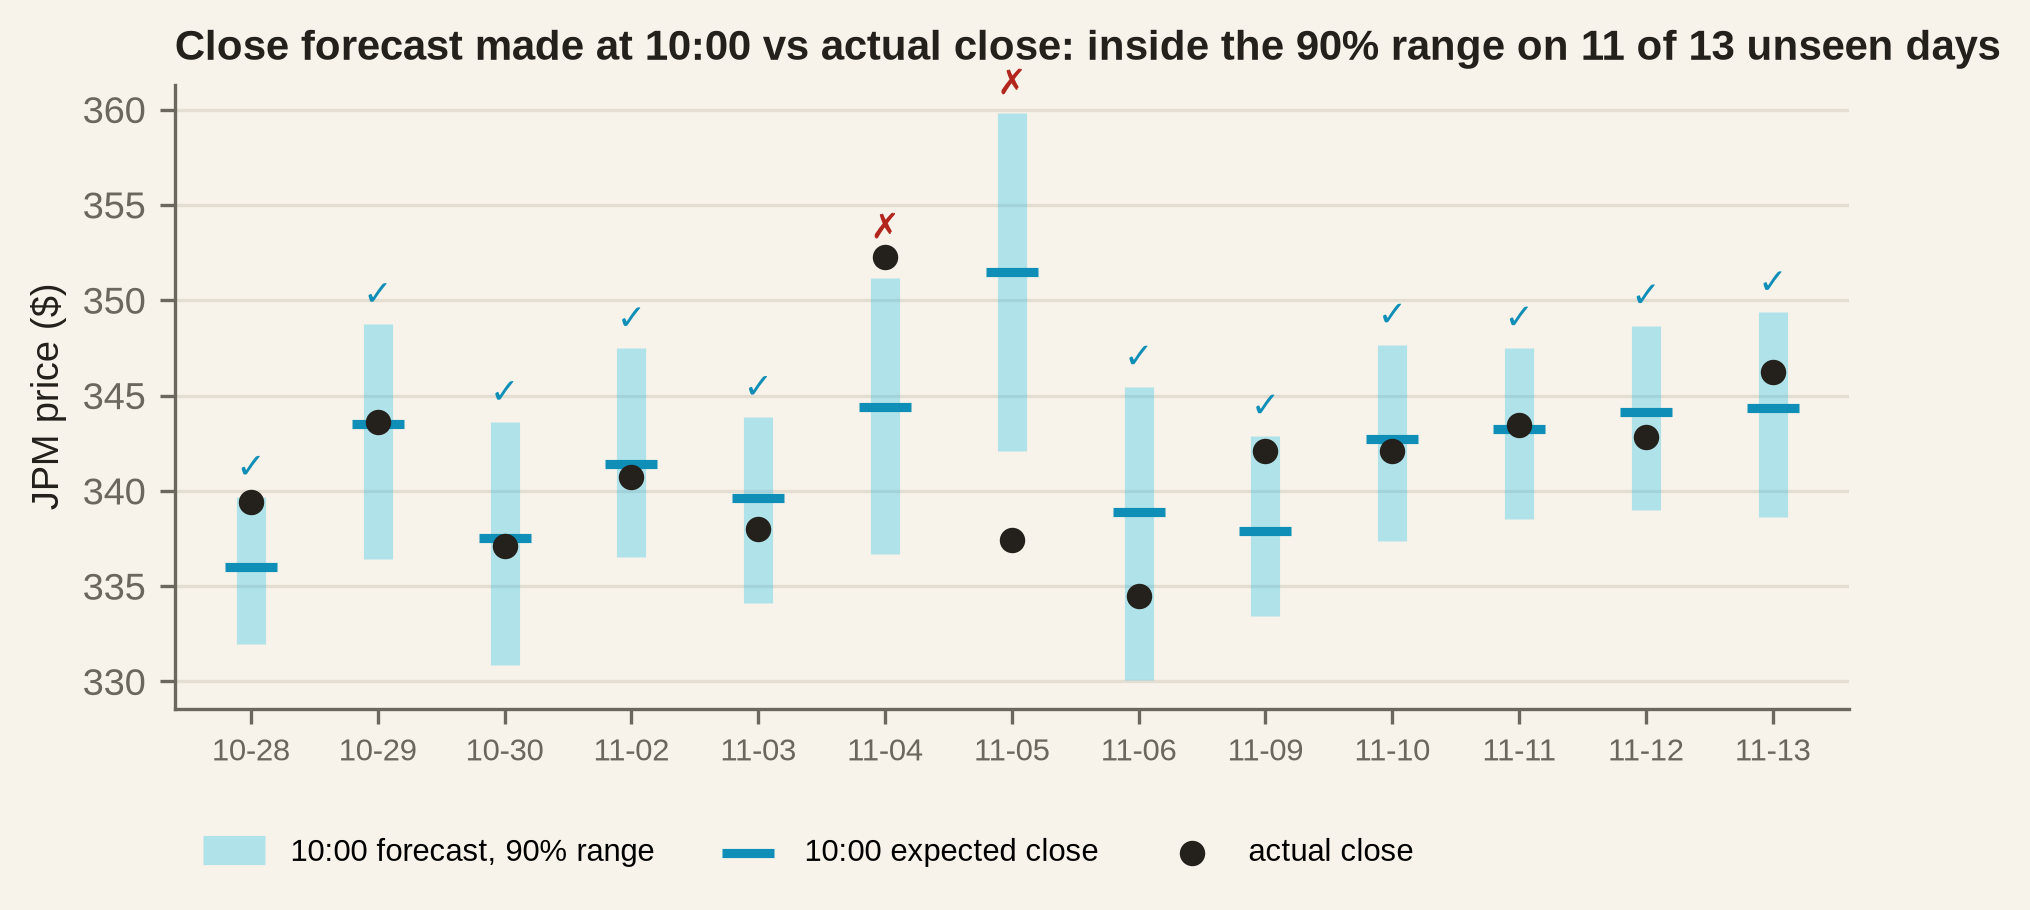 Close forecast made at 10:00 vs actual close: inside the 90% range on 11 of 13 unseen days
JPM price ($)
360
355
350
345
340
335
330
✓ ✓ ✓ ✓ ✓ ✗ ✗ ✓ ✓ ✓ ✓ ✓ ✓
10-28 10-29 10-30 11-02 11-03 11-04 11-05 11-06 11-09 11-10 11-11 11-12 11-13
10:00 forecast, 90% range 10:00 expected close actual close